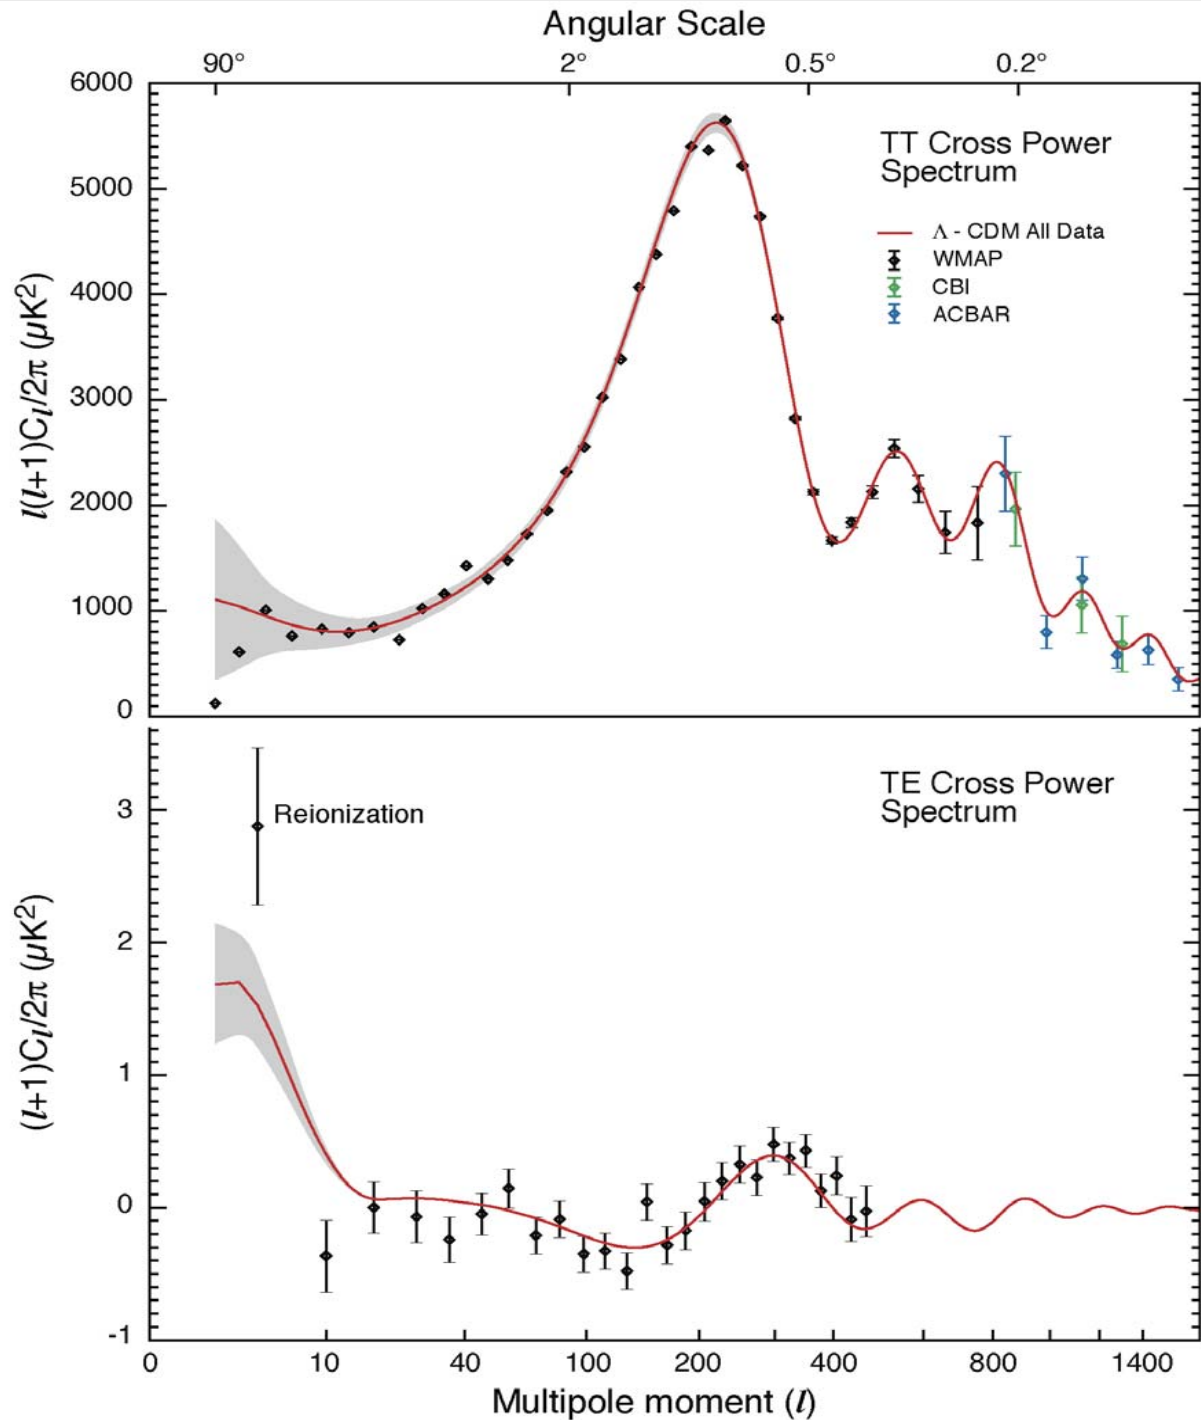 Angular Scale
90° 2° 0.5° 0.2°
6000
5000
4000
3000
2000
1000
0
l(l+1)Cl/2π (μK²)
TT Cross Power
Spectrum
Λ - CDM All Data
WMAP
CBI
ACBAR
TE Cross Power
Spectrum
Reionization
3
2
1
0
-1
(l+1)Cl/2π (μK²)
0 10 40 100 200 400 800 1400
Multipole moment (l)